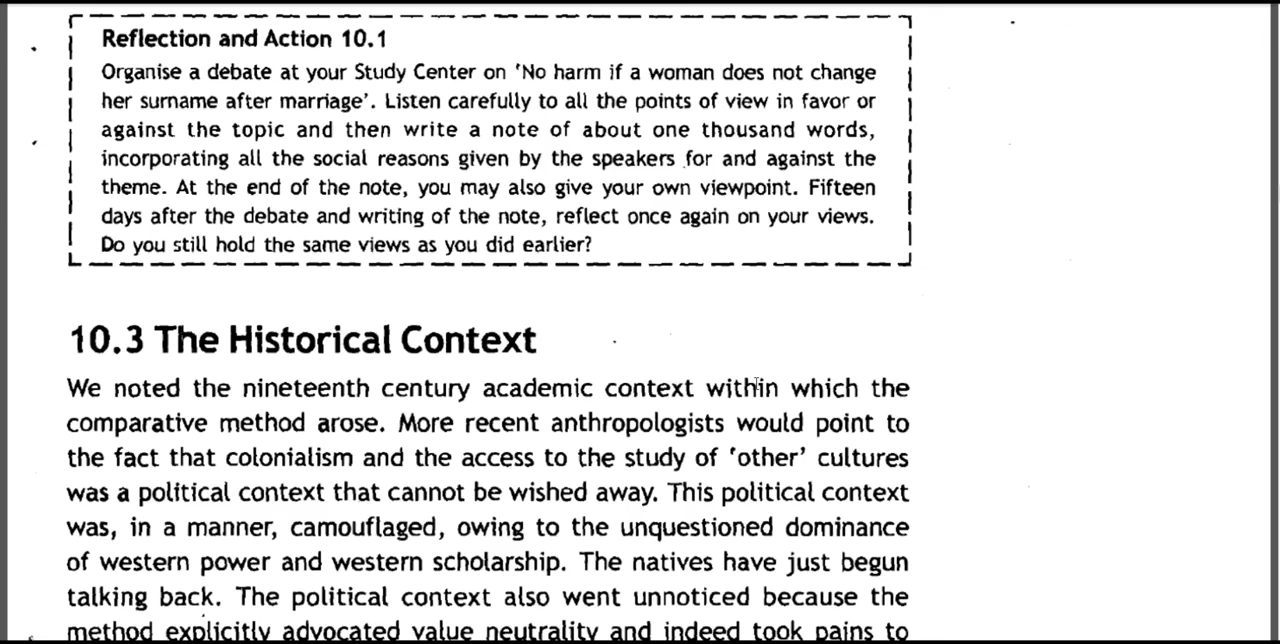 Reflection and Action 10.1
Organise a debate at your Study Center on 'No harm if a woman does not change
her surname after marriage'. Listen carefully to all the points of view in favor or
against the topic and then write a note of about one thousand words,
incorporating all the social reasons given by the speakers for and against the
theme. At the end of the note, you may also give your own viewpoint. Fifteen
days after the debate and writing of the note, reflect once again on your views.
Do you still hold the same views as you did earlier?
10.3 The Historical Context
We noted the nineteenth century academic context within which the
comparative method arose. More recent anthropologists would point to
the fact that colonialism and the access to the study of 'other' cultures
was a political context that cannot be wished away. This political context
was, in a manner, camouflaged, owing to the unquestioned dominance
of western power and western scholarship. The natives have just begun
talking back. The political context also went unnoticed because the
method explicitly advocated value neutrality and indeed took pains to